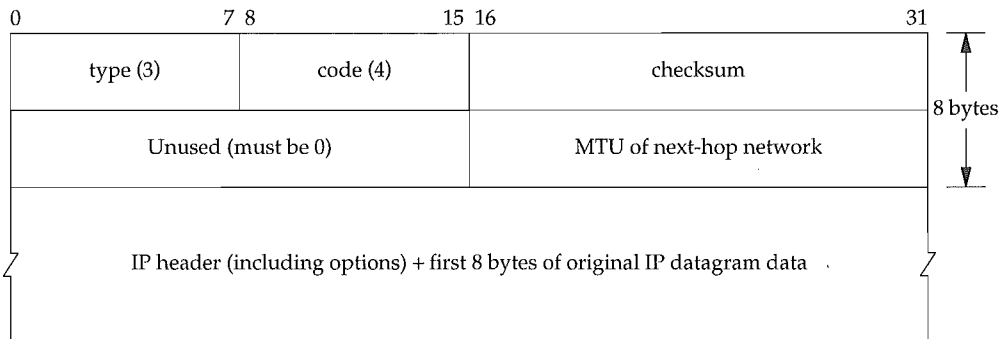 0 7 8 15 16 31
type (3) code (4) checksum
8 bytes
Unused (must be 0) MTU of next-hop network
IP header (including options) + first 8 bytes of original IP datagram data